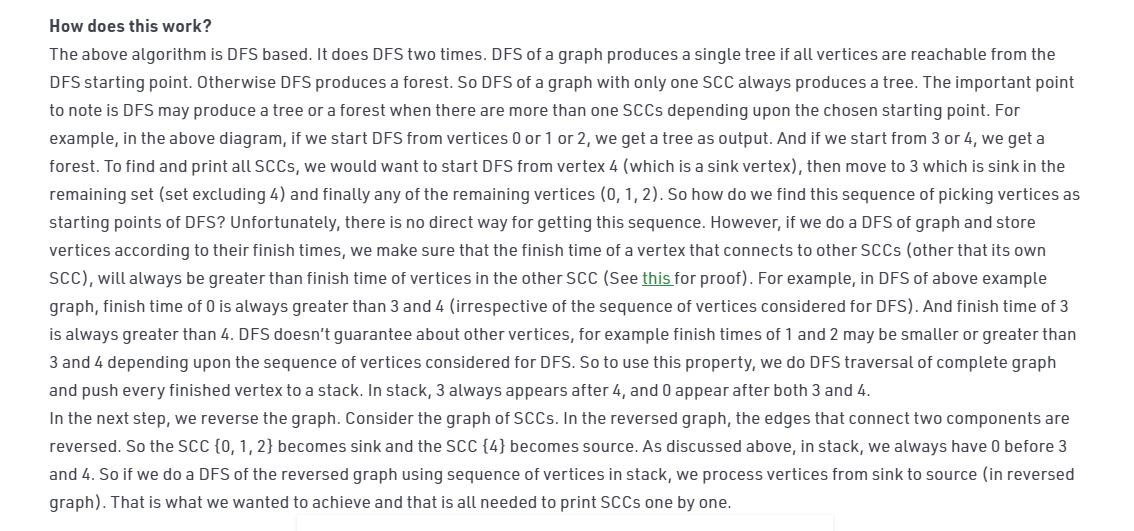 How does this work?
The above algorithm is DFS based. It does DFS two times. DFS of a graph produces a single tree if all vertices are reachable from the
DFS starting point. Otherwise DFS produces a forest. So DFS of a graph with only one SCC always produces a tree. The important point
to note is DFS may produce a tree or a forest when there are more than one SCCs depending upon the chosen starting point. For
example, in the above diagram, if we start DFS from vertices 0 or 1 or 2, we get a tree as output. And if we start from 3 or 4, we get a
forest. To find and print all SCCs, we would want to start DFS from vertex 4 (which is a sink vertex), then move to 3 which is sink in the
remaining set (set excluding 4) and finally any of the remaining vertices (0, 1, 2). So how do we find this sequence of picking vertices as
starting points of DFS? Unfortunately, there is no direct way for getting this sequence. However, if we do a DFS of graph and store
vertices according to their finish times, we make sure that the finish time of a vertex that connects to other SCCs (other that its own
SCC), will always be greater than finish time of vertices in the other SCC (See this for proof). For example, in DFS of above example
graph, finish time of 0 is always greater than 3 and 4 (irrespective of the sequence of vertices considered for DFS). And finish time of 3
is always greater than 4. DFS doesn’t guarantee about other vertices, for example finish times of 1 and 2 may be smaller or greater than
3 and 4 depending upon the sequence of vertices considered for DFS. So to use this property, we do DFS traversal of complete graph
and push every finished vertex to a stack. In stack, 3 always appears after 4, and 0 appear after both 3 and 4.
In the next step, we reverse the graph. Consider the graph of SCCs. In the reversed graph, the edges that connect two components are
reversed. So the SCC {0, 1, 2} becomes sink and the SCC {4} becomes source. As discussed above, in stack, we always have 0 before 3
and 4. So if we do a DFS of the reversed graph using sequence of vertices in stack, we process vertices from sink to source (in reversed
graph). That is what we wanted to achieve and that is all needed to print SCCs one by one.